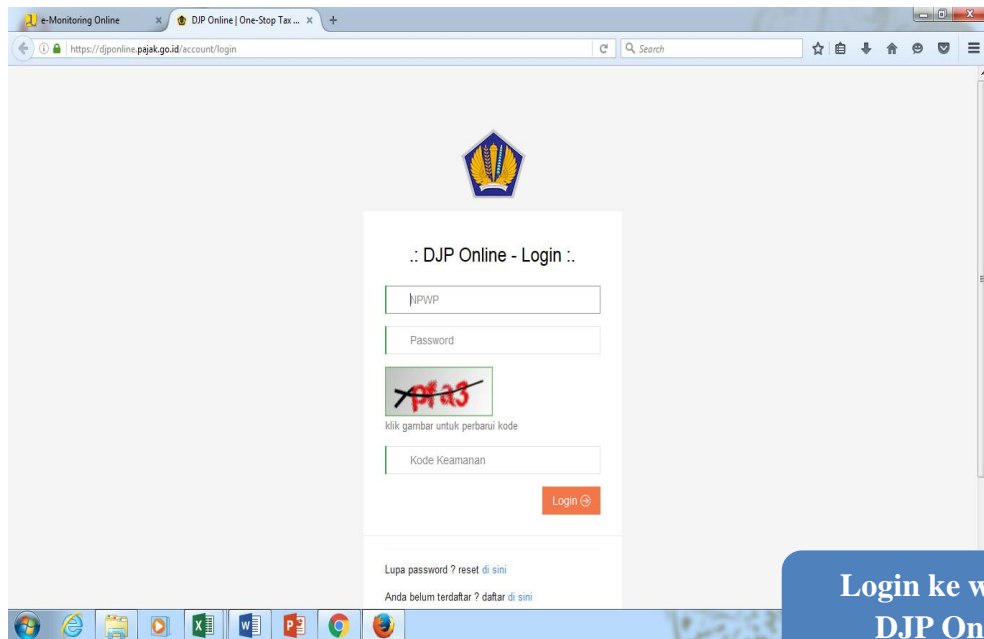 e-Monitoring Online
DJP Online | One-Stop Tax ...
https://djponline.pajak.go.id/account/login
Search
.: DJP Online - Login :.
NPWP
Password
pfa3
klik gambar untuk perbarui kode
Kode Keamanan
Login
Lupa password ? reset di sini
Anda belum terdaftar ? daftar di sini
Login ke w
DJP On